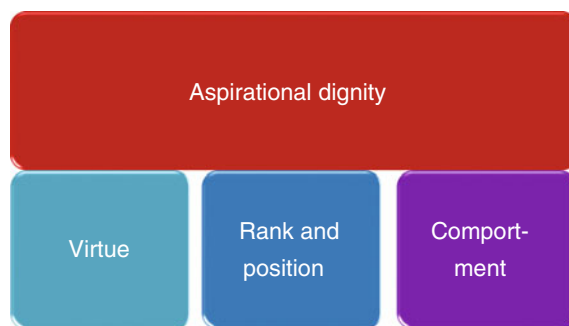 Aspirational dignity
Virtue
Rank and
position
Comport-
ment